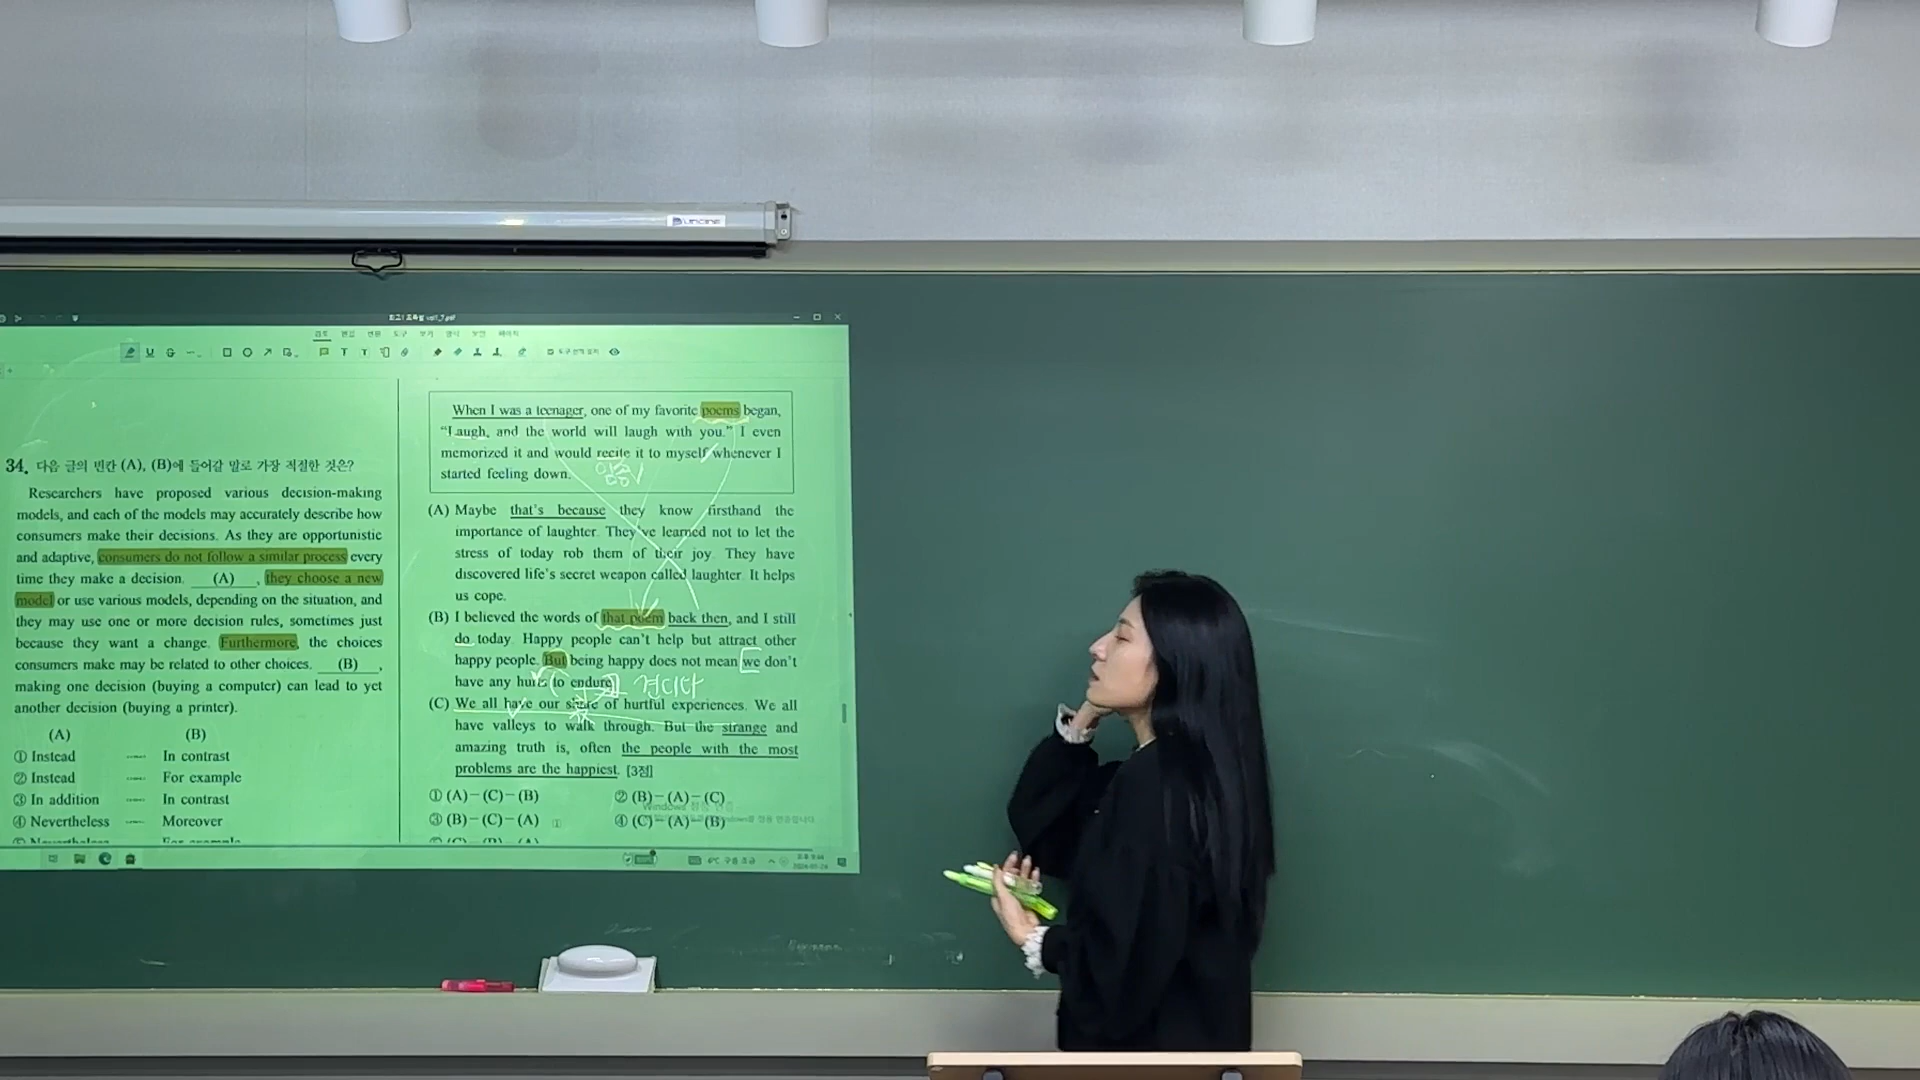 34. 다음 글의 빈칸 (A), (B)에 들어갈 말로 가장 적절한 것은?
Researchers have proposed various decision-making
models, and each of the models may accurately describe how
consumers make their decisions. As they are opportunistic
and adaptive, consumers do not follow a similar process every
time they make a decision. (A) , they choose a new
model or use various models, depending on the situation, and
they may use one or more decision rules, sometimes just
because they want a change. Furthermore, the choices
consumers make may be related to other choices. (B) ,
making one decision (buying a computer) can lead to yet
another decision (buying a printer).
(A) (B)
① Instead ······ In contrast
② Instead ······ For example
③ In addition ······ In contrast
④ Nevertheless ······ Moreover
⑤ Nevertheless For example
When I was a teenager, one of my favorite poems began,
“Laugh, and the world will laugh with you.” I even
memorized it and would recite it to myself whenever I
started feeling down.
암송
(A) Maybe that's because they know firsthand the
importance of laughter. They've learned not to let the
stress of today rob them of their joy. They have
discovered life's secret weapon called laughter. It helps
us cope.
(B) I believed the words of that poem back then, and I still
do today. Happy people can't help but attract other
happy people. But being happy does not mean we don't
have any hurts to endure.
견디다
(C) We all have our share of hurtful experiences. We all
have valleys to walk through. But the strange and
amazing truth is, often the people with the most
problems are the happiest. [3점]
① (A)－(C)－(B) ② (B)－(A)－(C)
③ (B)－(C)－(A) ④ (C)－(A)－(B)
⑤ (C)－(B)－(A)